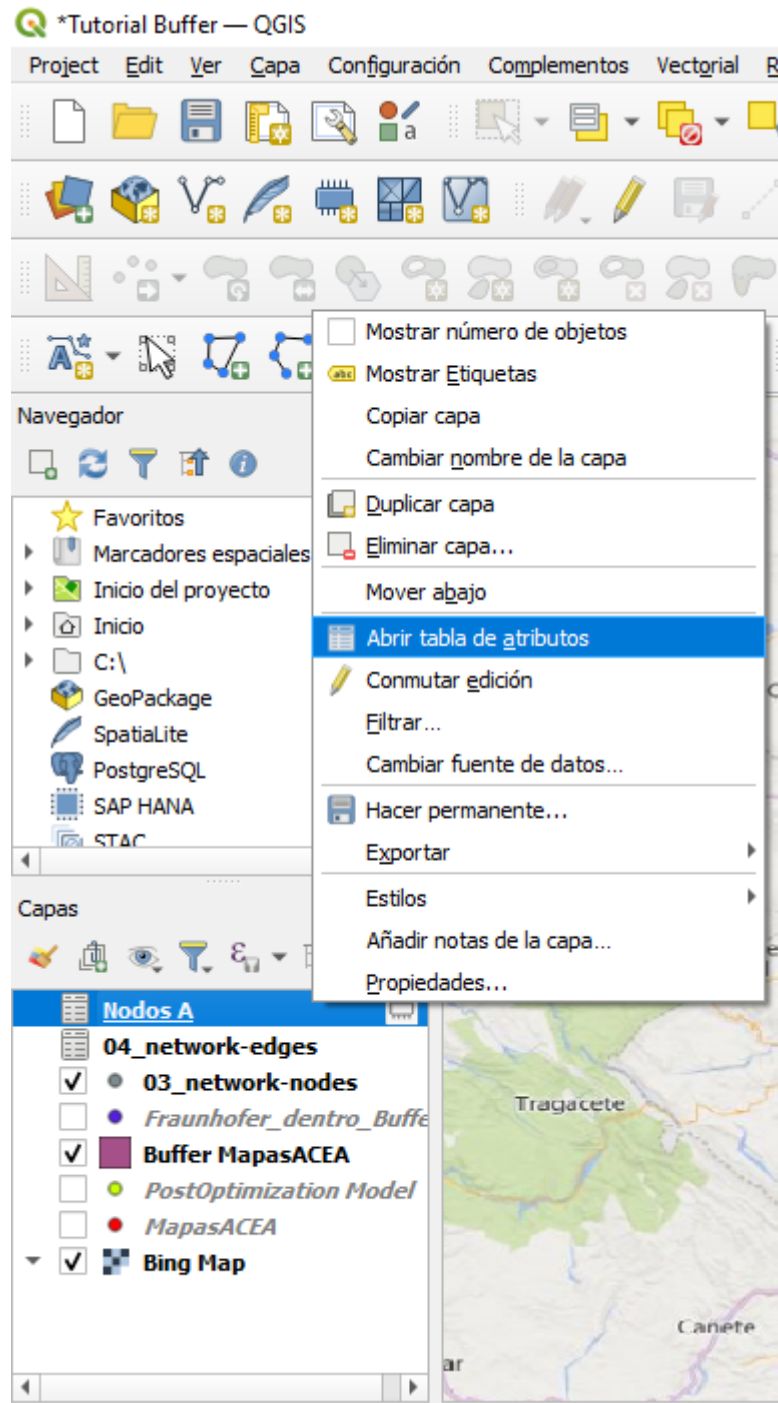 *Tutorial Buffer — QGIS
Project Edit Ver Capa Configuración Complementos Vectorial R
a
Navegador
Favoritos
Marcadores espaciales
Inicio del proyecto
Inicio
C:\
GeoPackage
SpatiaLite
PostgreSQL
SAP HANA
STAC
Mostrar número de objetos
abc Mostrar Etiquetas
Copiar capa
Cambiar nombre de la capa
Duplicar capa
Eliminar capa...
Mover abajo
Abrir tabla de atributos
Conmutar edición
Filtrar...
Cambiar fuente de datos...
Hacer permanente...
Exportar
Estilos
Añadir notas de la capa...
Propiedades...
Capas
Nodos A
04_network-edges
03_network-nodes
Fraunhofer_dentro_Buffe
Buffer MapasACEA
PostOptimization Model
MapasACEA
Bing Map
Tragacete
Cañete
ar